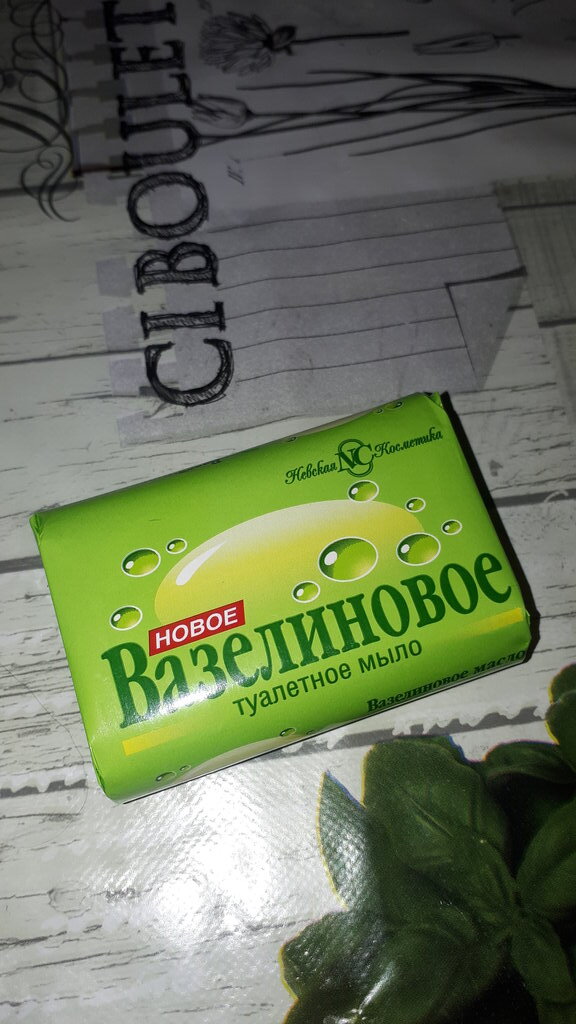 CIBOULET
Невская NC Косметика
НОВОЕ
Вазелиновое
туалетное мыло
Вазелиновое масло